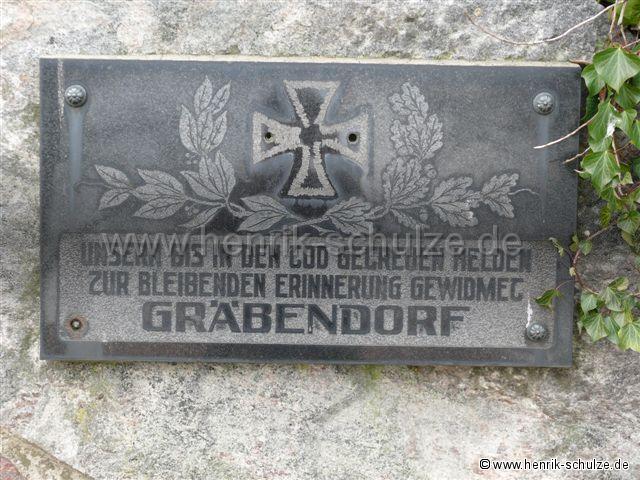 www.henrik-schulze.de
UNSERN BIS IN DEN TOD GETREUEN HELDEN
ZUR BLEIBENDEN ERINNERUNG GEWIDMET
GRÄBENDORF
©www.henrik-schulze.de